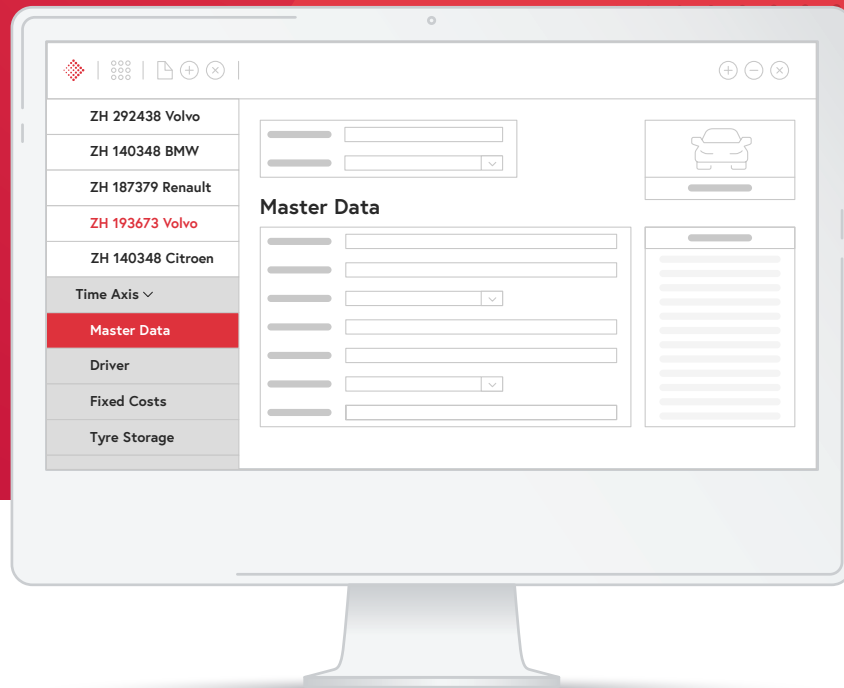 ZH 292438 Volvo
ZH 140348 BMW
ZH 187379 Renault
ZH 193673 Volvo
ZH 140348 Citroen
Time Axis
Master Data
Driver
Fixed Costs
Tyre Storage
Master Data